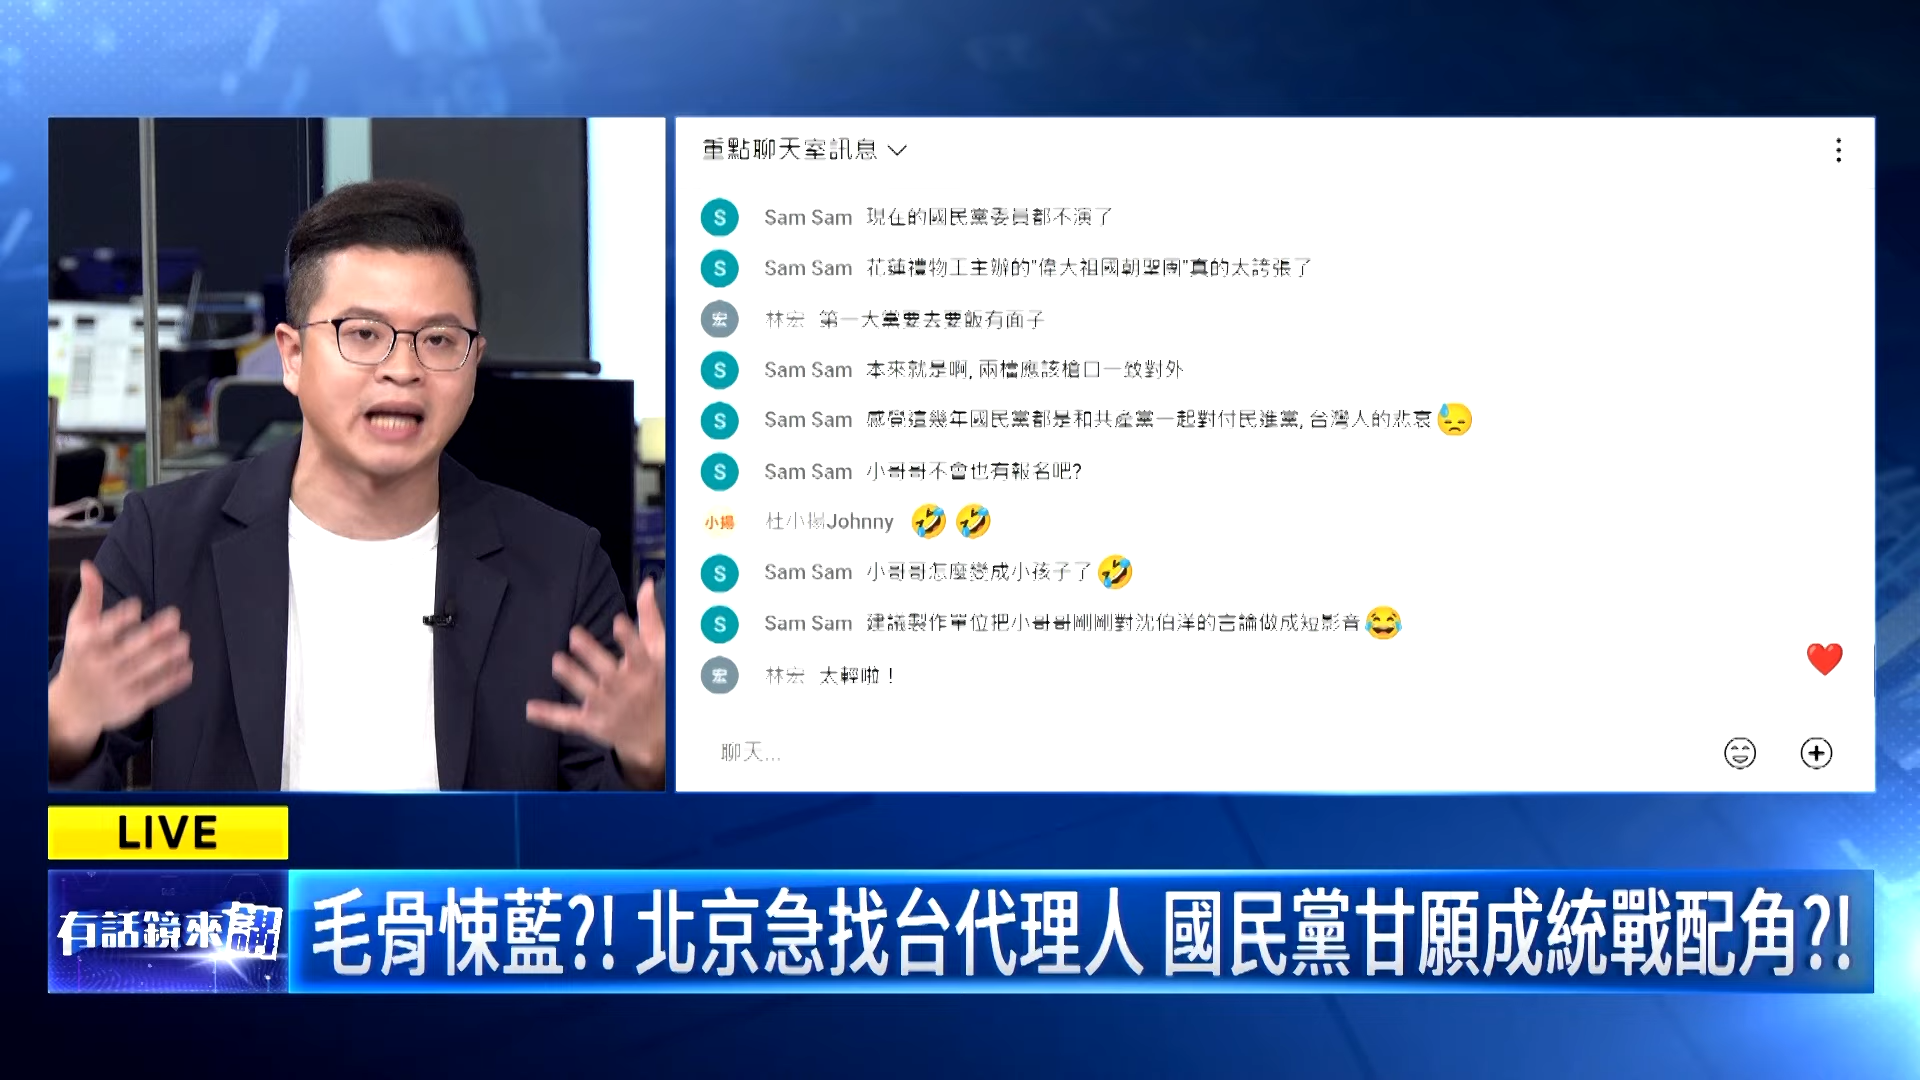 重點聊天室訊息
S Sam Sam 現在的國民黨委員都不演了
S Sam Sam 花蓮禮物工主辦的"偉大祖國朝聖團"真的太誇張了
宏 林宏 第一大黨要去要飯有面子
S Sam Sam 本來就是啊, 兩檔應該槍口一致對外
S Sam Sam 感覺這幾年國民黨都是和共產黨一起對付民進黨, 台灣人的悲哀😓
S Sam Sam 小哥哥不會也有報名吧?
小揚 杜小揚Johnny 🤣🤣
S Sam Sam 小哥哥怎麼變成小孩子了🤣
S Sam Sam 建議製作單位把小哥哥剛剛對沈伯洋的言論做成短影音😂
宏 林宏 太輕啦！
聊天...
LIVE
有話鏡來翻
毛骨悚藍?! 北京急找台代理人 國民黨甘願成統戰配角?!